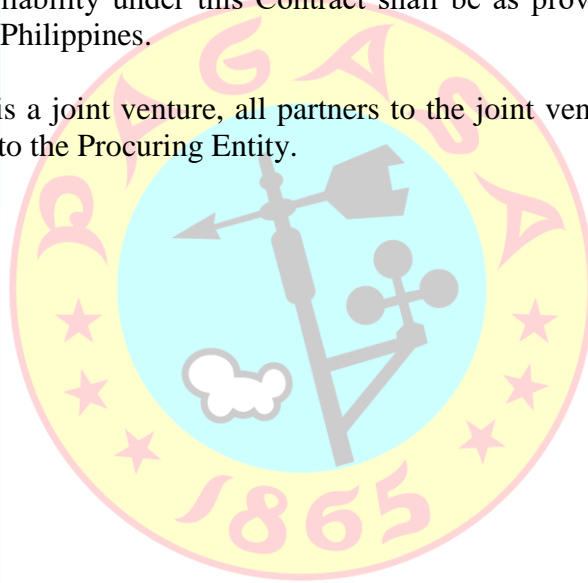 liability under this Contract shall be as prov
Philippines.
is a joint venture, all partners to the joint ven
to the Procuring Entity.
PAGASA
1865